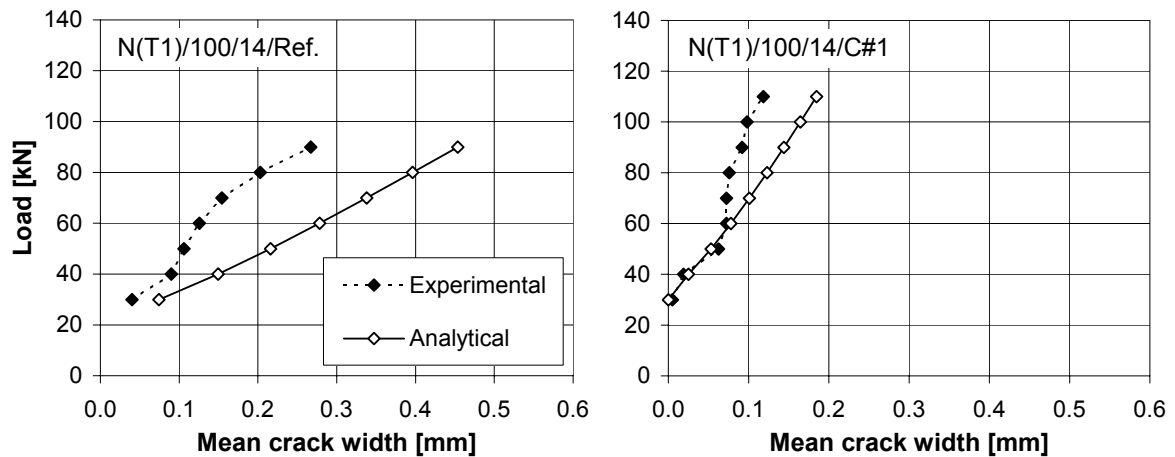 140
120
100
80
60
40
20
0
Load [kN]
N(T1)/100/14/Ref.
Experimental
Analytical
0.0 0.1 0.2 0.3 0.4 0.5 0.6
Mean crack width [mm]
140
120
100
80
60
40
20
0
N(T1)/100/14/C#1
0.0 0.1 0.2 0.3 0.4 0.5 0.6
Mean crack width [mm]